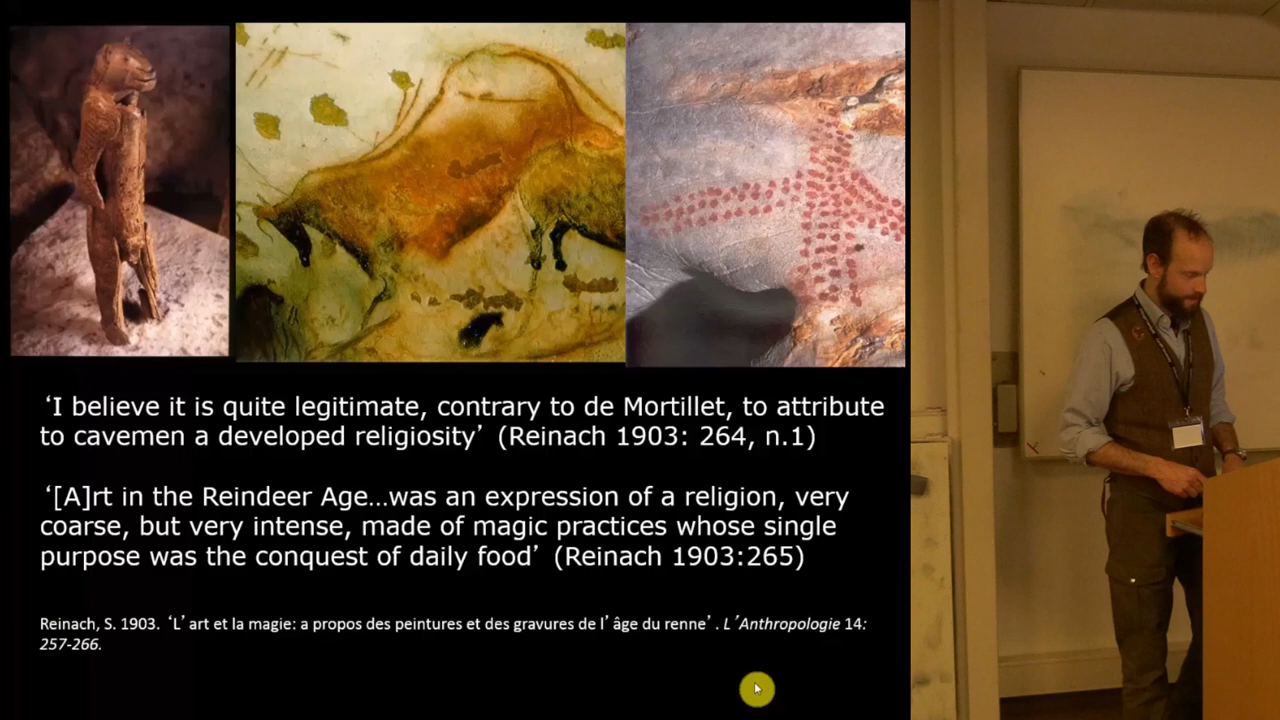 ‘I believe it is quite legitimate, contrary to de Mortillet, to attribute
to cavemen a developed religiosity’ (Reinach 1903: 264, n.1)
‘[A]rt in the Reindeer Age…was an expression of a religion, very
coarse, but very intense, made of magic practices whose single
purpose was the conquest of daily food’ (Reinach 1903:265)
Reinach, S. 1903. ‘L’art et la magie: a propos des peintures et des gravures de l’âge du renne’. L’Anthropologie 14:
257-266.